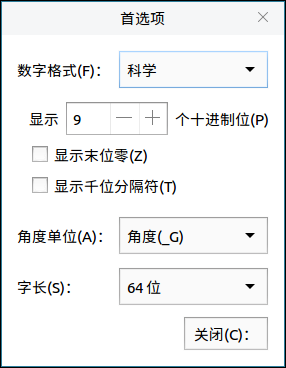 首选项
数字格式(F)： 科学
显示 9 个十进制位(P)
显示末位零(Z)
显示千位分隔符(T)
角度单位(A)： 角度(_G)
字长(S)： 64 位
关闭(C)：